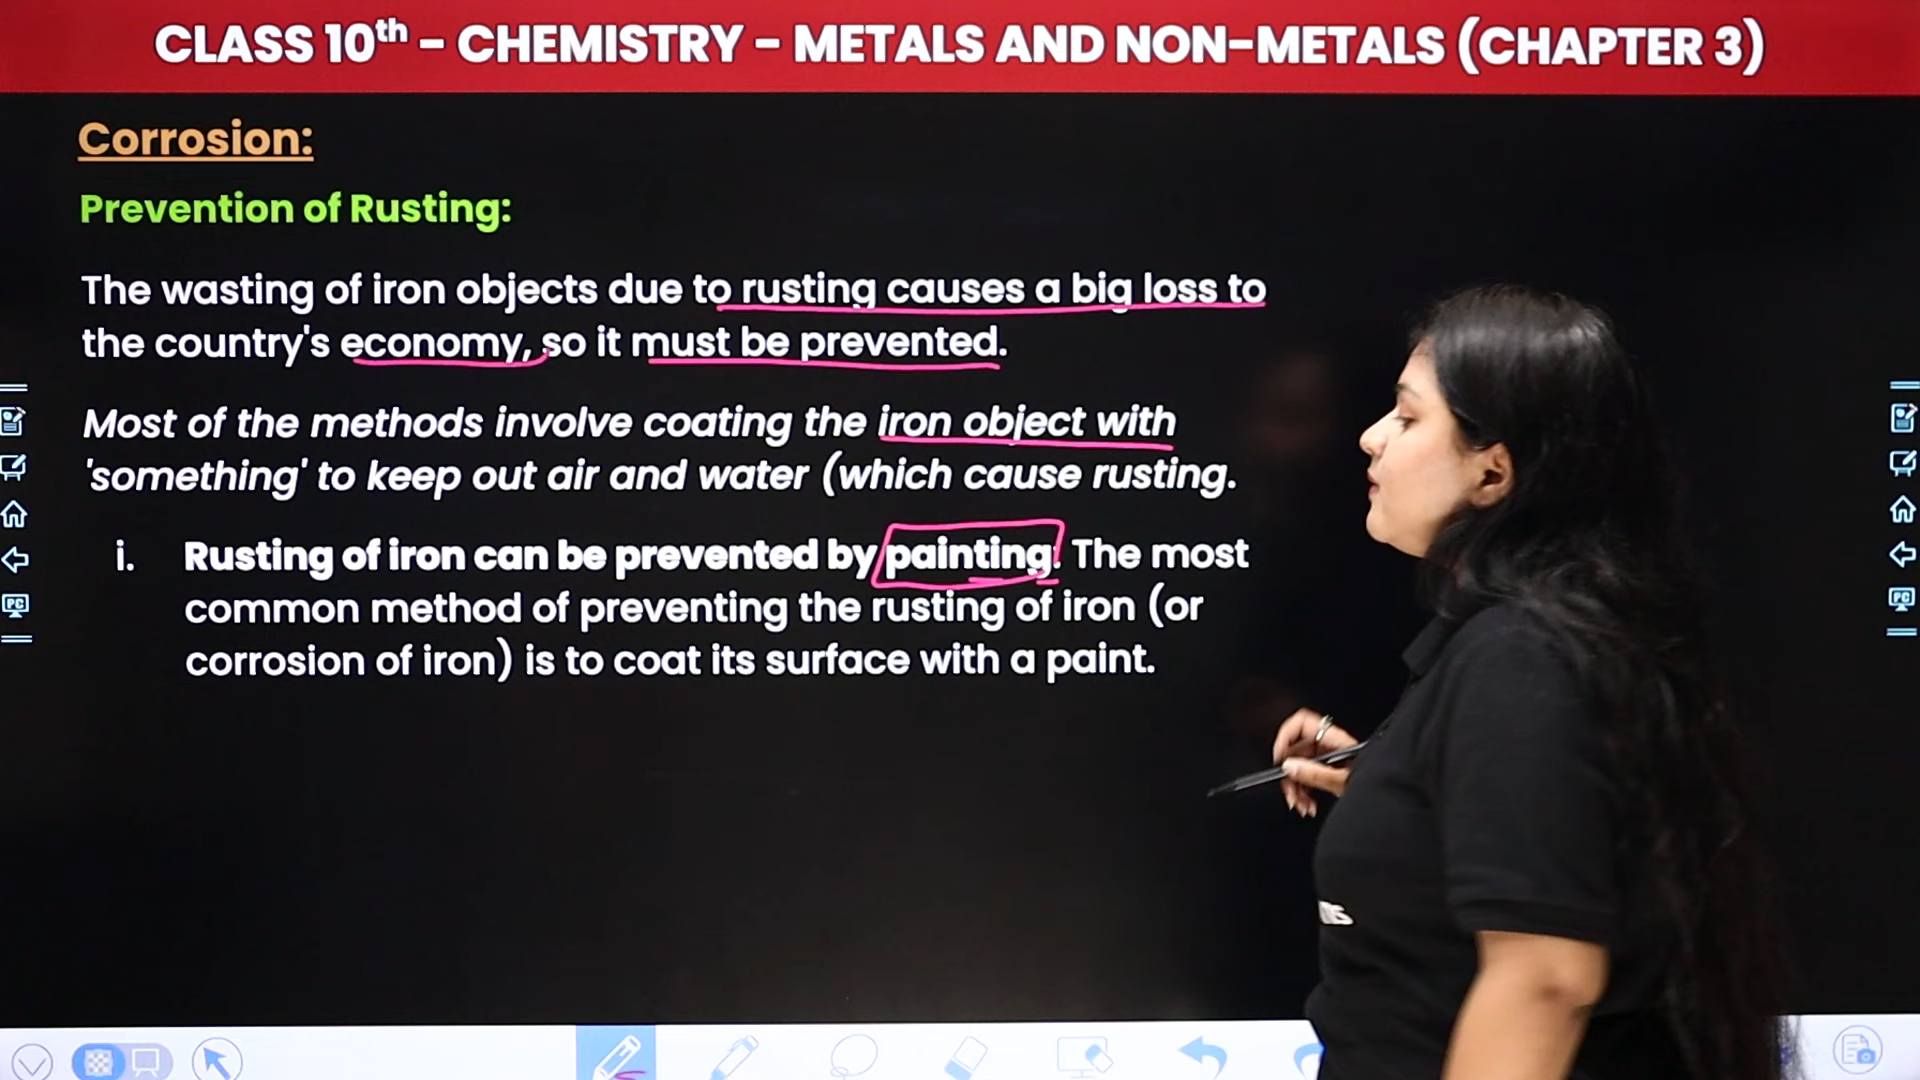 CLASS 10th – CHEMISTRY – METALS AND NON-METALS (CHAPTER 3)
Corrosion:
Prevention of Rusting:
The wasting of iron objects due to rusting causes a big loss to
the country's economy, so it must be prevented.
Most of the methods involve coating the iron object with
'something' to keep out air and water (which cause rusting.
i. Rusting of iron can be prevented by painting: The most
common method of preventing the rusting of iron (or
corrosion of iron) is to coat its surface with a paint.
PC
PC